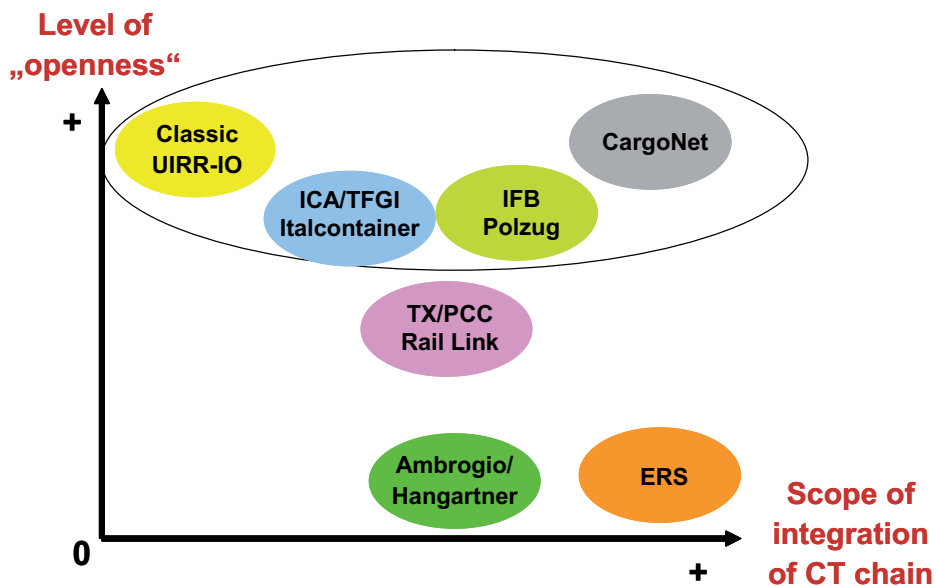 Level of
„openness“
+
Classic
UIRR-IO
CargoNet
ICA/TFGI
Italcontainer
IFB
Polzug
TX/PCC
Rail Link
Ambrogio/
Hangartner
ERS
Scope of
integration
of CT chain
0
+